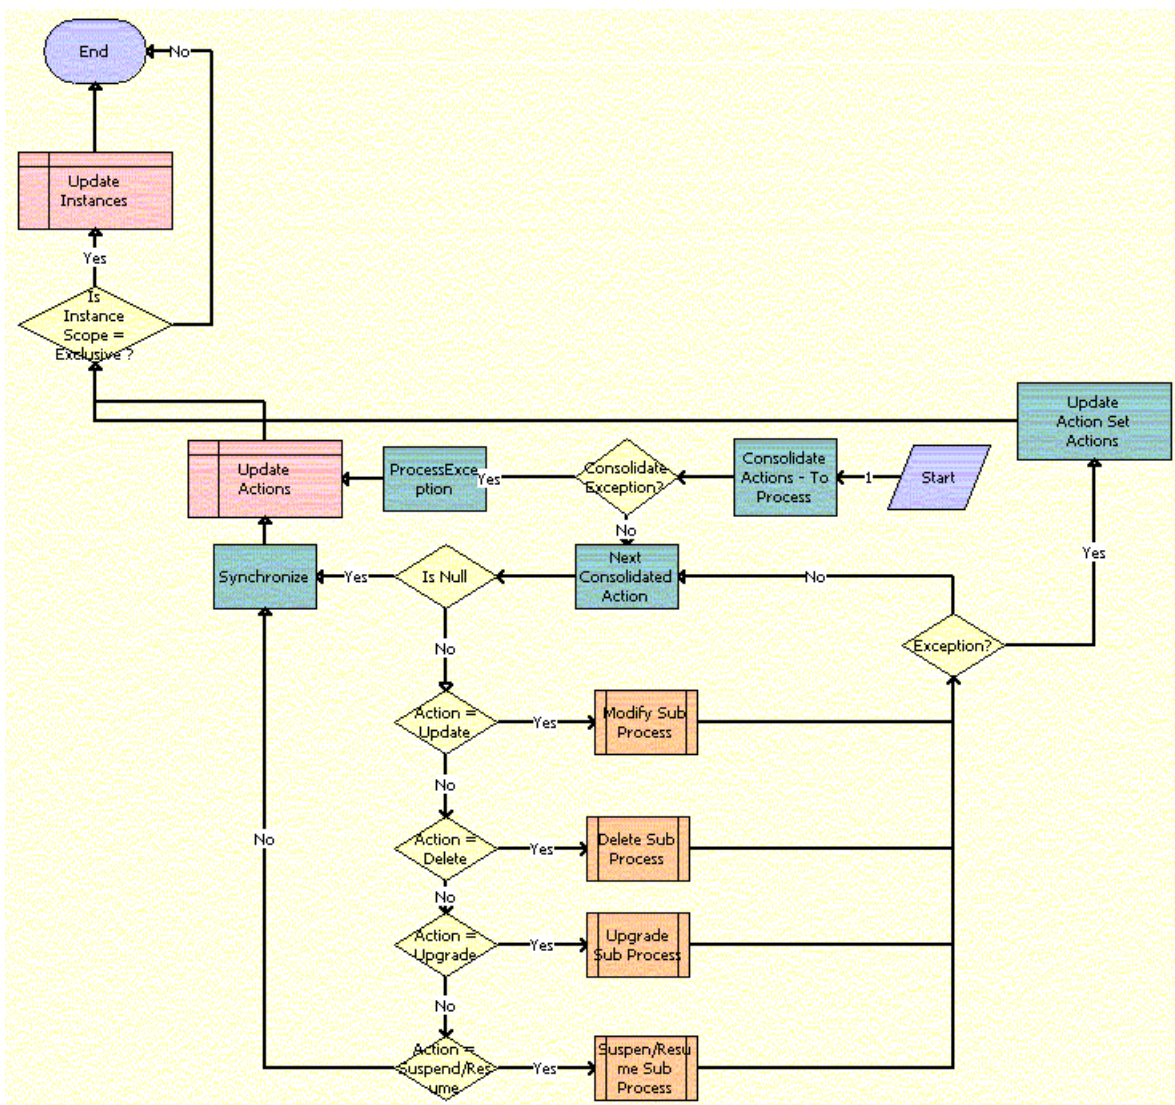 End
No
Update
Instances
Yes
Is
Instance
Scope =
Exclusive ?
Update
Action Set
Actions
Update
Actions
ProcessExce
ption
Yes
Consolidate
Exception?
Consolidate
Actions - To
Process
1
Start
No
Yes
Synchronize
Yes
Is Null
Next
Consolidated
Action
No
Exception?
No
Action =
Update
Yes
Modify Sub
Process
No
No
Action =
Delete
Yes
Delete Sub
Process
No
Action =
Upgrade
Yes
Upgrade
Sub Process
No
Action =
Suspend/Res
ume
Yes
Suspen/Resu
me Sub
Process